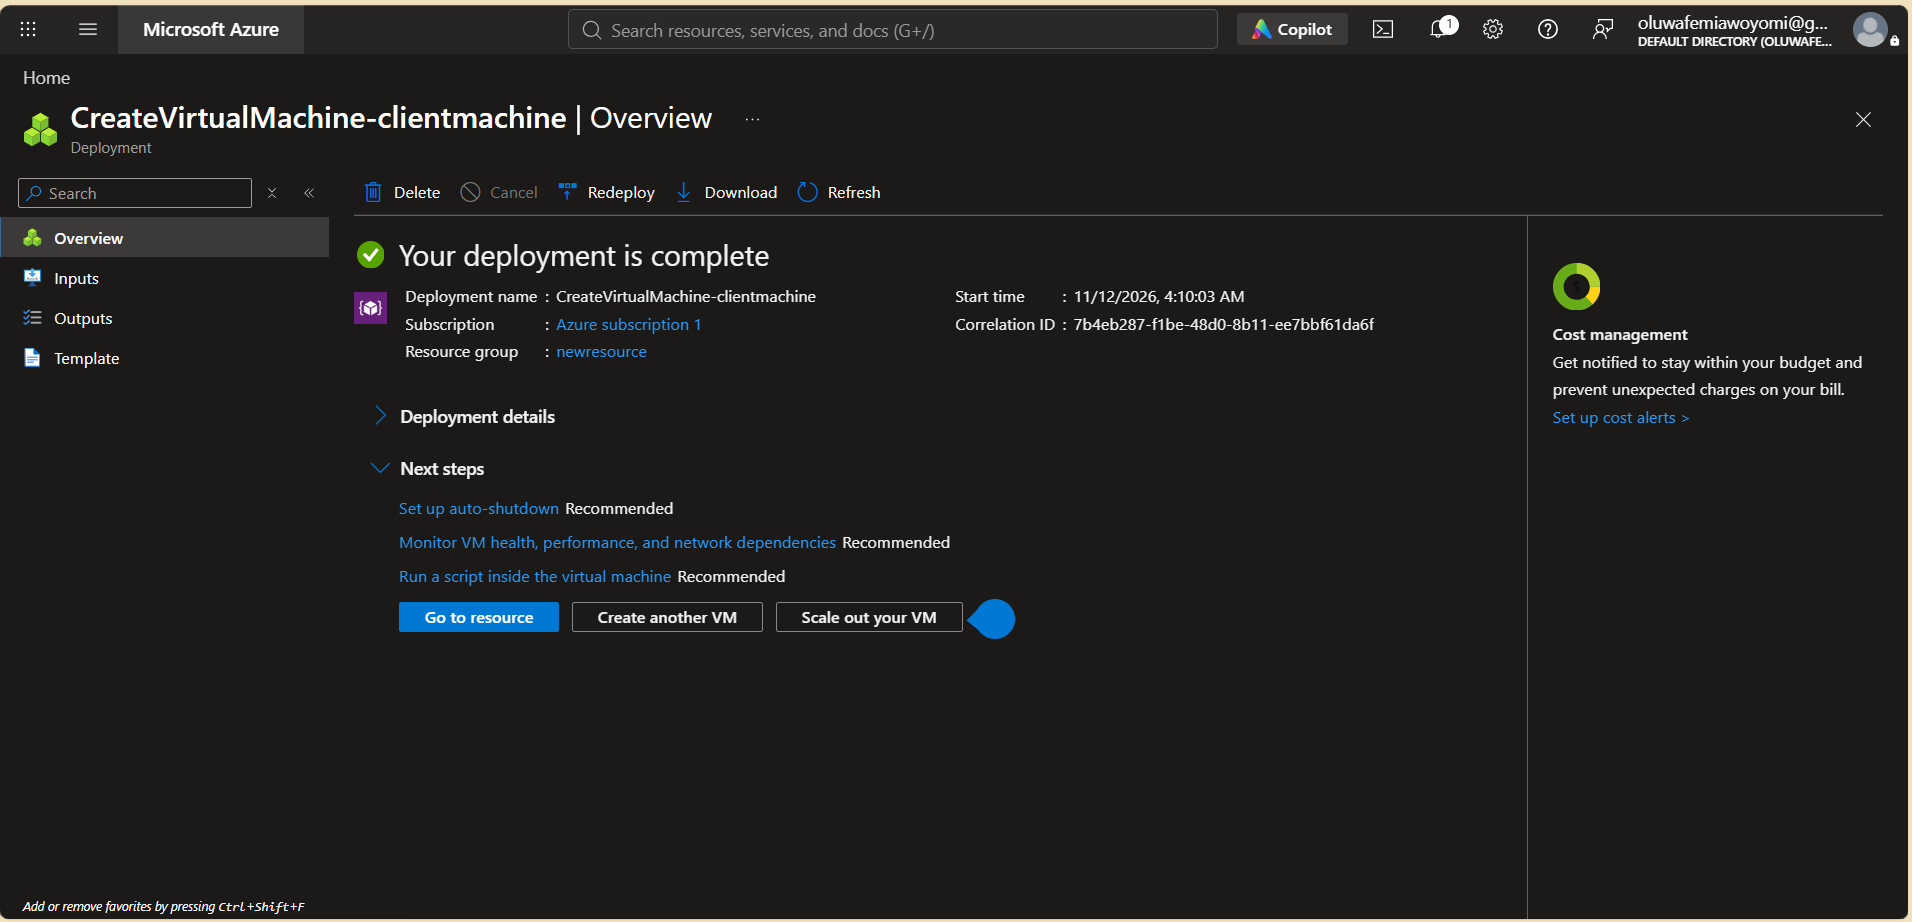 Microsoft Azure
Search resources, services, and docs (G+/)
Copilot
1
oluwafemiawoyomi@g...
DEFAULT DIRECTORY (OLUWAFE...
Home
CreateVirtualMachine-clientmachine | Overview ...
Deployment
Search
Overview
Inputs
Outputs
Template
Delete Cancel Redeploy Download Refresh
Your deployment is complete
Deployment name : CreateVirtualMachine-clientmachine
Subscription : Azure subscription 1
Resource group : newresource
Start time : 11/12/2026, 4:10:03 AM
Correlation ID : 7b4eb287-f1be-48d0-8b11-ee7bbf61da6f
Deployment details
Next steps
Set up auto-shutdown Recommended
Monitor VM health, performance, and network dependencies Recommended
Run a script inside the virtual machine Recommended
Go to resource
Create another VM
Scale out your VM
Cost management
Get notified to stay within your budget and
prevent unexpected charges on your bill.
Set up cost alerts >
Add or remove favorites by pressing Ctrl+Shift+F